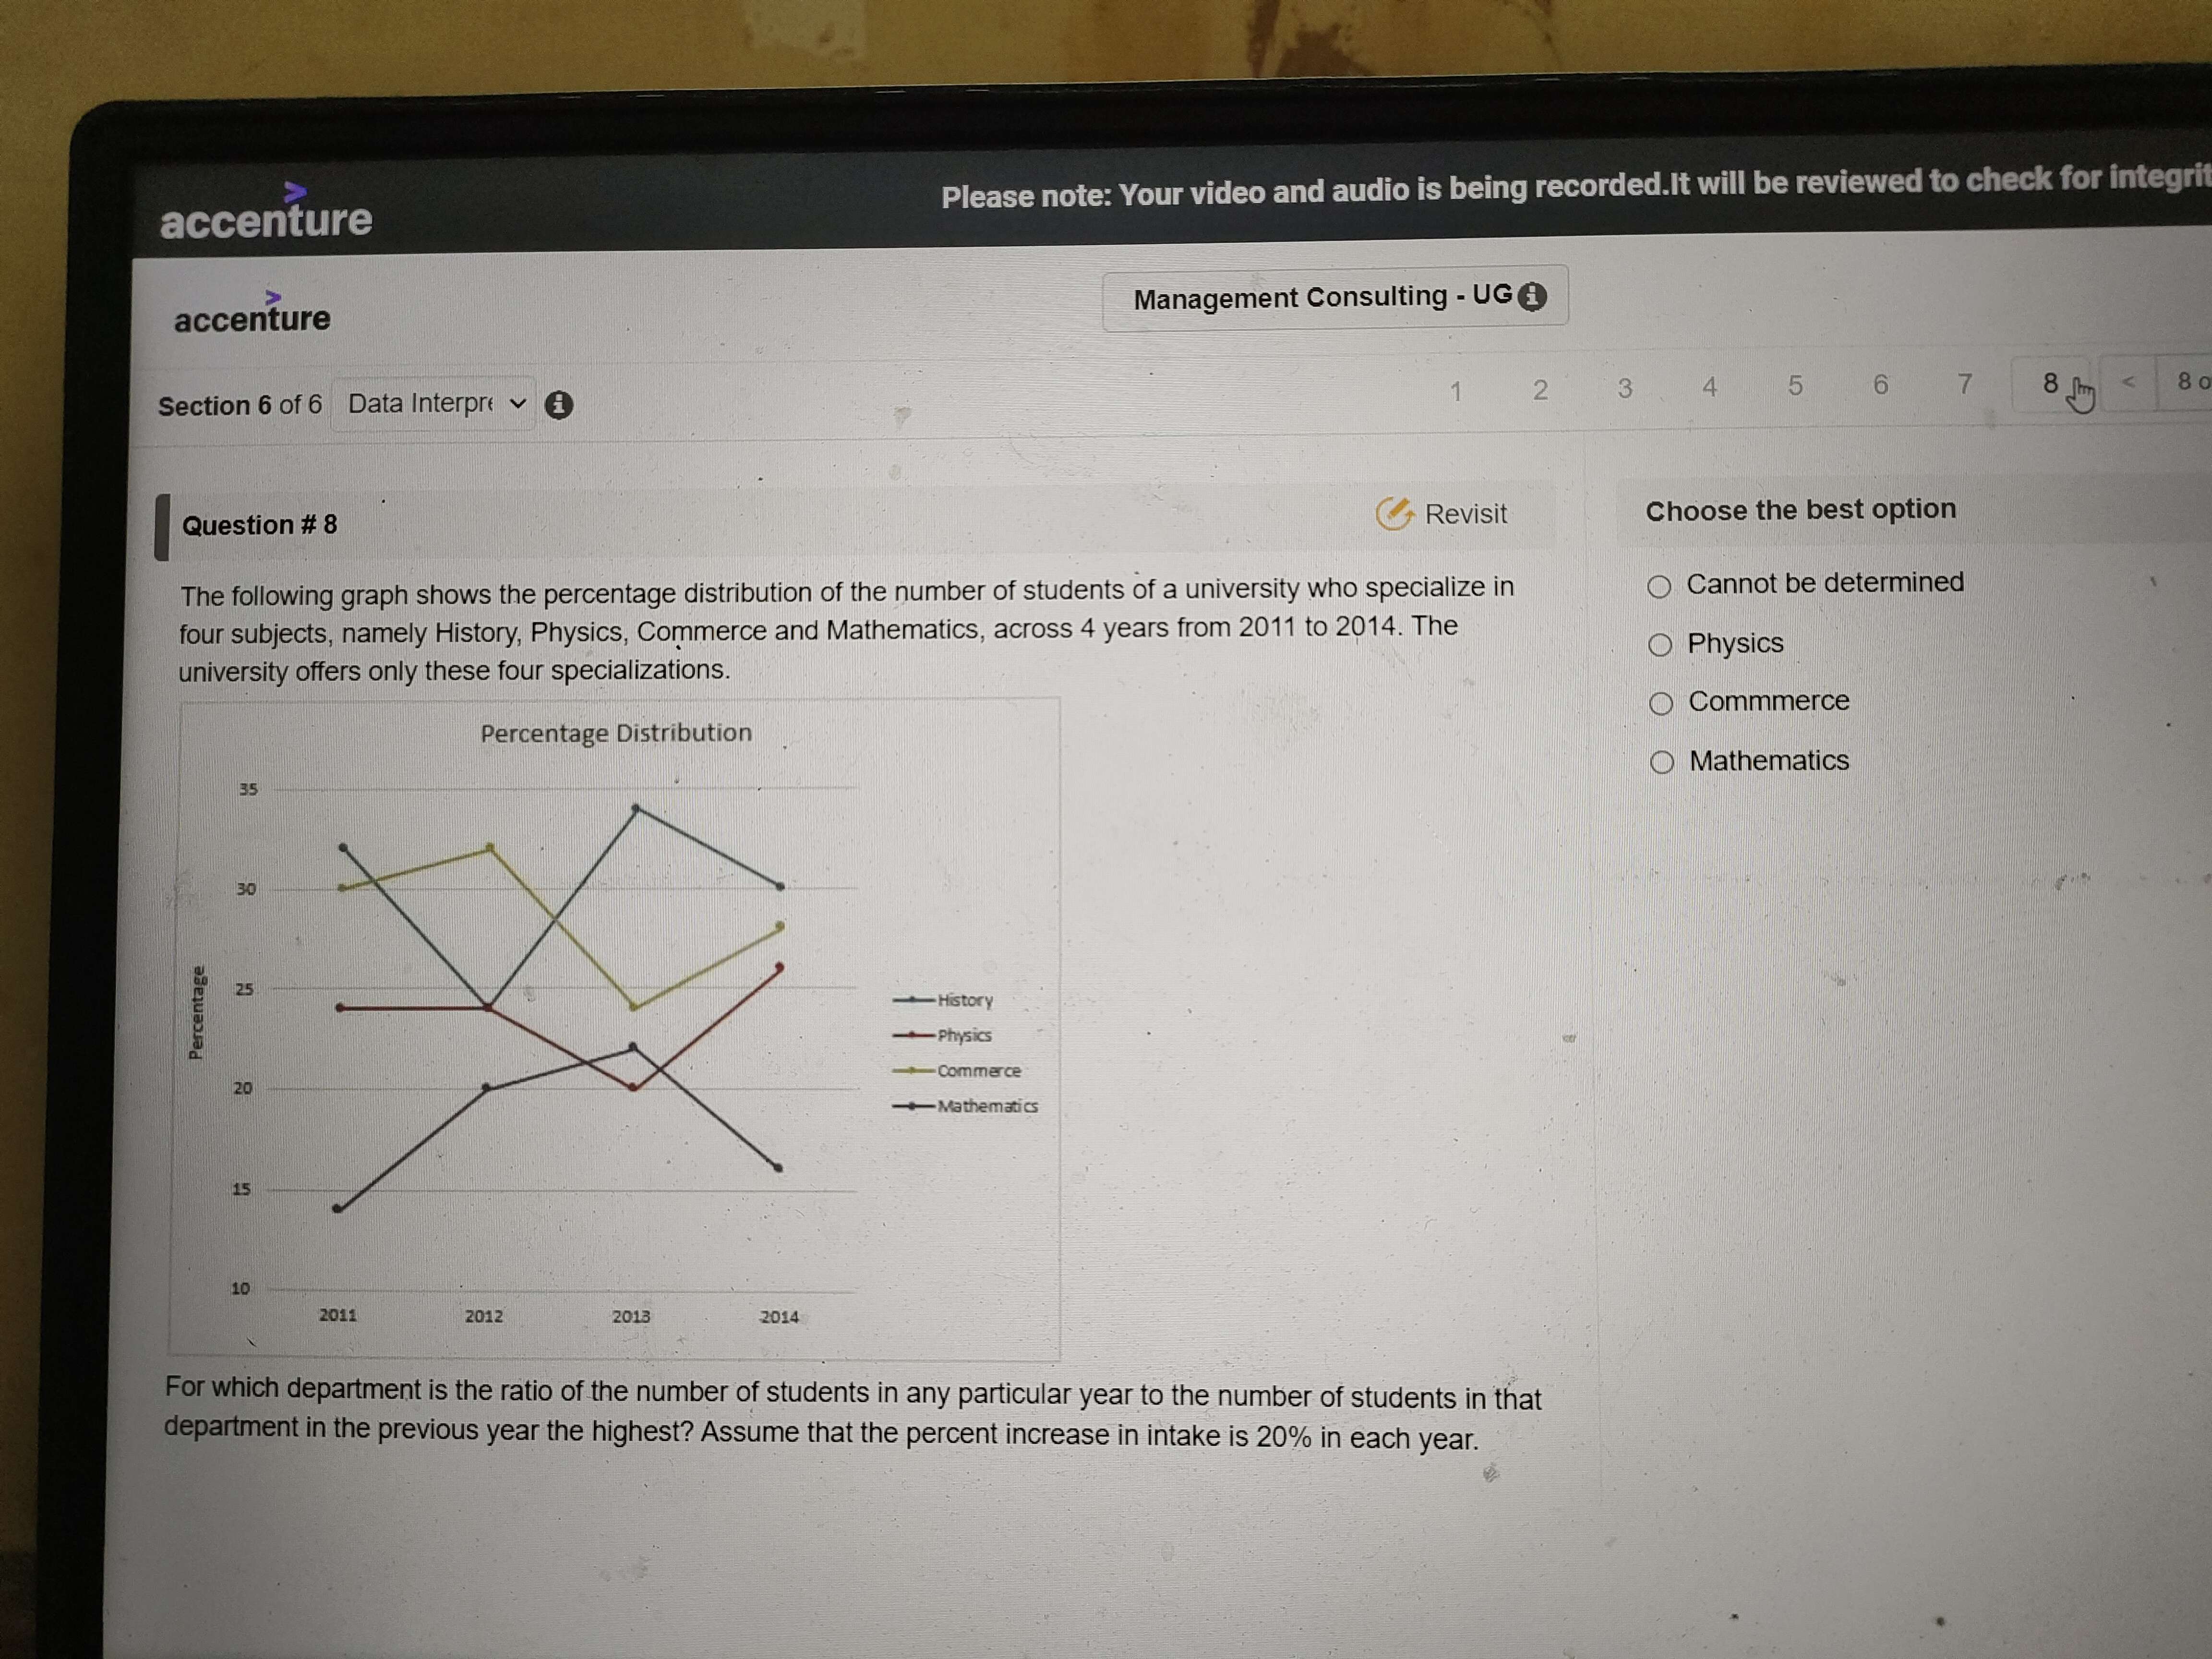 accenture
Please note: Your video and audio is being recorded.It will be reviewed to check for
accenture
Management Consulting - UG
Section 6 of 6
Data
1 2 3 4 5 6 7 8 < 8
Question # 8
Revisit
Choose the best option
The following graph shows the percentage distribution of the number of students of a university who specialize in
four subjects, namely History, Physics, Commerce and Mathematics, across 4 years from 2011 to 2014. The
university offers only these four specializations.
Cannot be determined
Physics
Commmerce
Mathematics
Percentage Distribution
35
30
25
20
15
10
Percentage
2011 2012 2013 2014
History
Physics
Commerce
Mathematics
For which department is the ratio of the number of students in any particular year to the number of students in that
department in the previous year the highest? Assume that the percent increase in intake is 20% in each year.